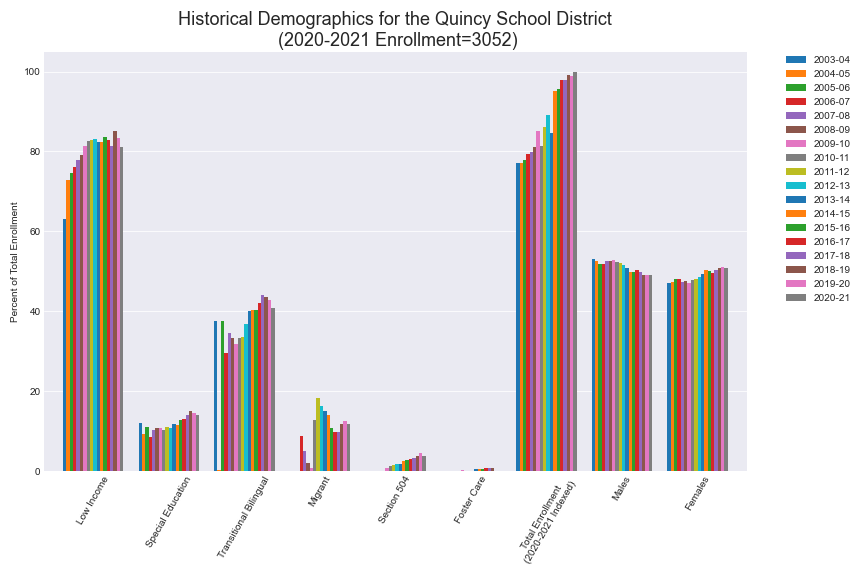 Historical Demographics for the Quincy School District
(2020-2021 Enrollment=3052)
Percent of Total Enrollment
100
80
60
40
20
0
Low Income
Special Education
Transitional Bilingual
Migrant
Section 504
Foster Care
Total Enrollment
(2020-2021 Indexed)
Males
Females
2003-04
2004-05
2005-06
2006-07
2007-08
2008-09
2009-10
2010-11
2011-12
2012-13
2013-14
2014-15
2015-16
2016-17
2017-18
2018-19
2019-20
2020-21